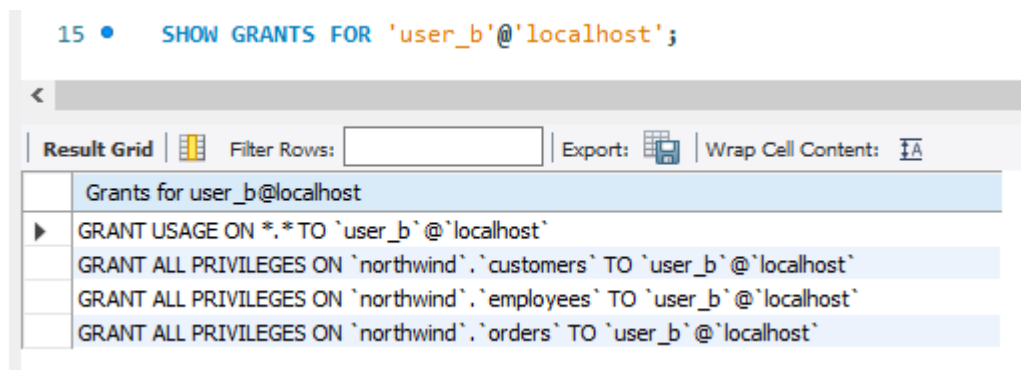 15 SHOW GRANTS FOR 'user_b'@'localhost';
Result Grid Filter Rows: Export: Wrap Cell Content: IA
Grants for user_b@localhost
GRANT USAGE ON *.* TO `user_b`@`localhost`
GRANT ALL PRIVILEGES ON `northwind`.`customers` TO `user_b`@`localhost`
GRANT ALL PRIVILEGES ON `northwind`.`employees` TO `user_b`@`localhost`
GRANT ALL PRIVILEGES ON `northwind`.`orders` TO `user_b`@`localhost`